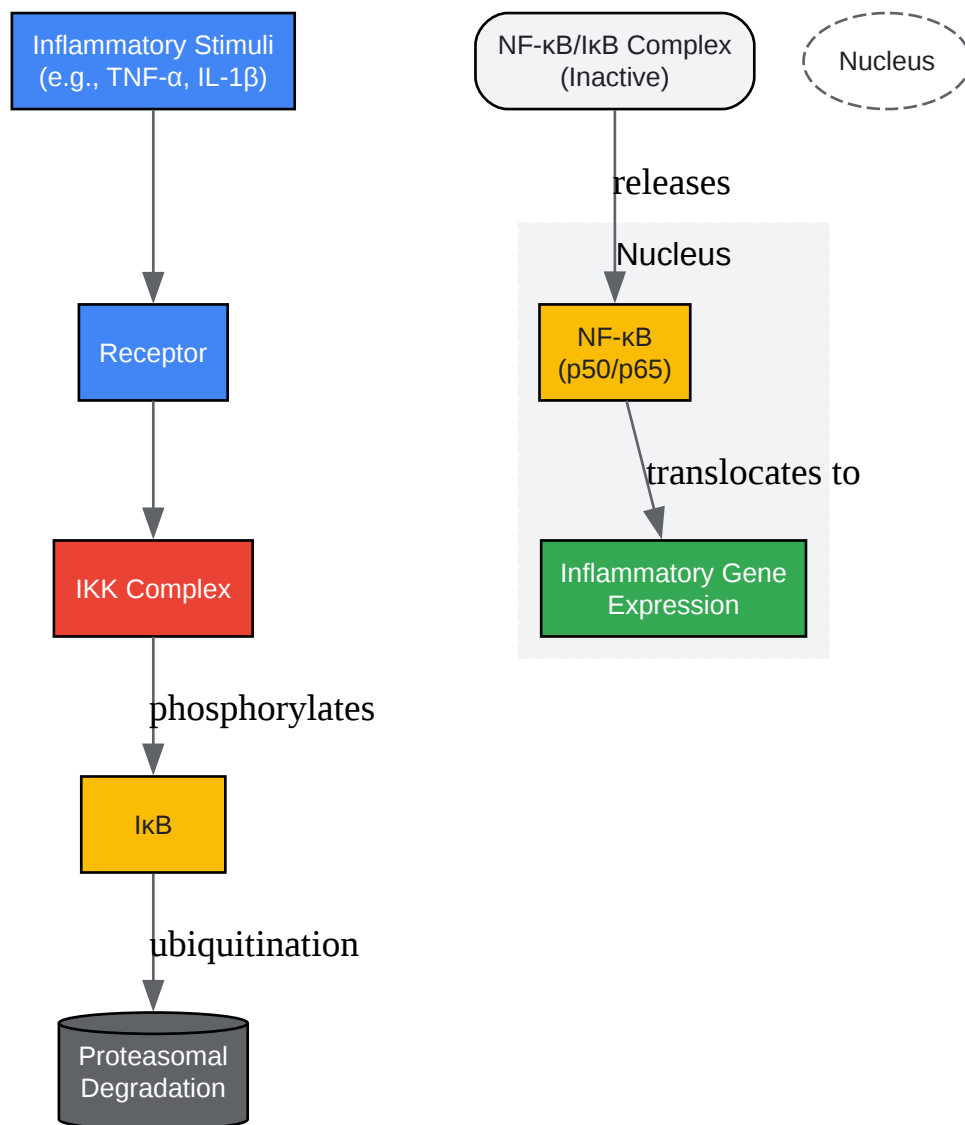 Inflammatory Stimuli
(e.g., TNF-α, IL-1β)
NF-κB/IκB Complex
(Inactive)
Nucleus
releases
Nucleus
Receptor
NF-κB
(p50/p65)
translocates to
IKK Complex
Inflammatory Gene
Expression
phosphorylates
IκB
ubiquitination
Proteasomal
Degradation